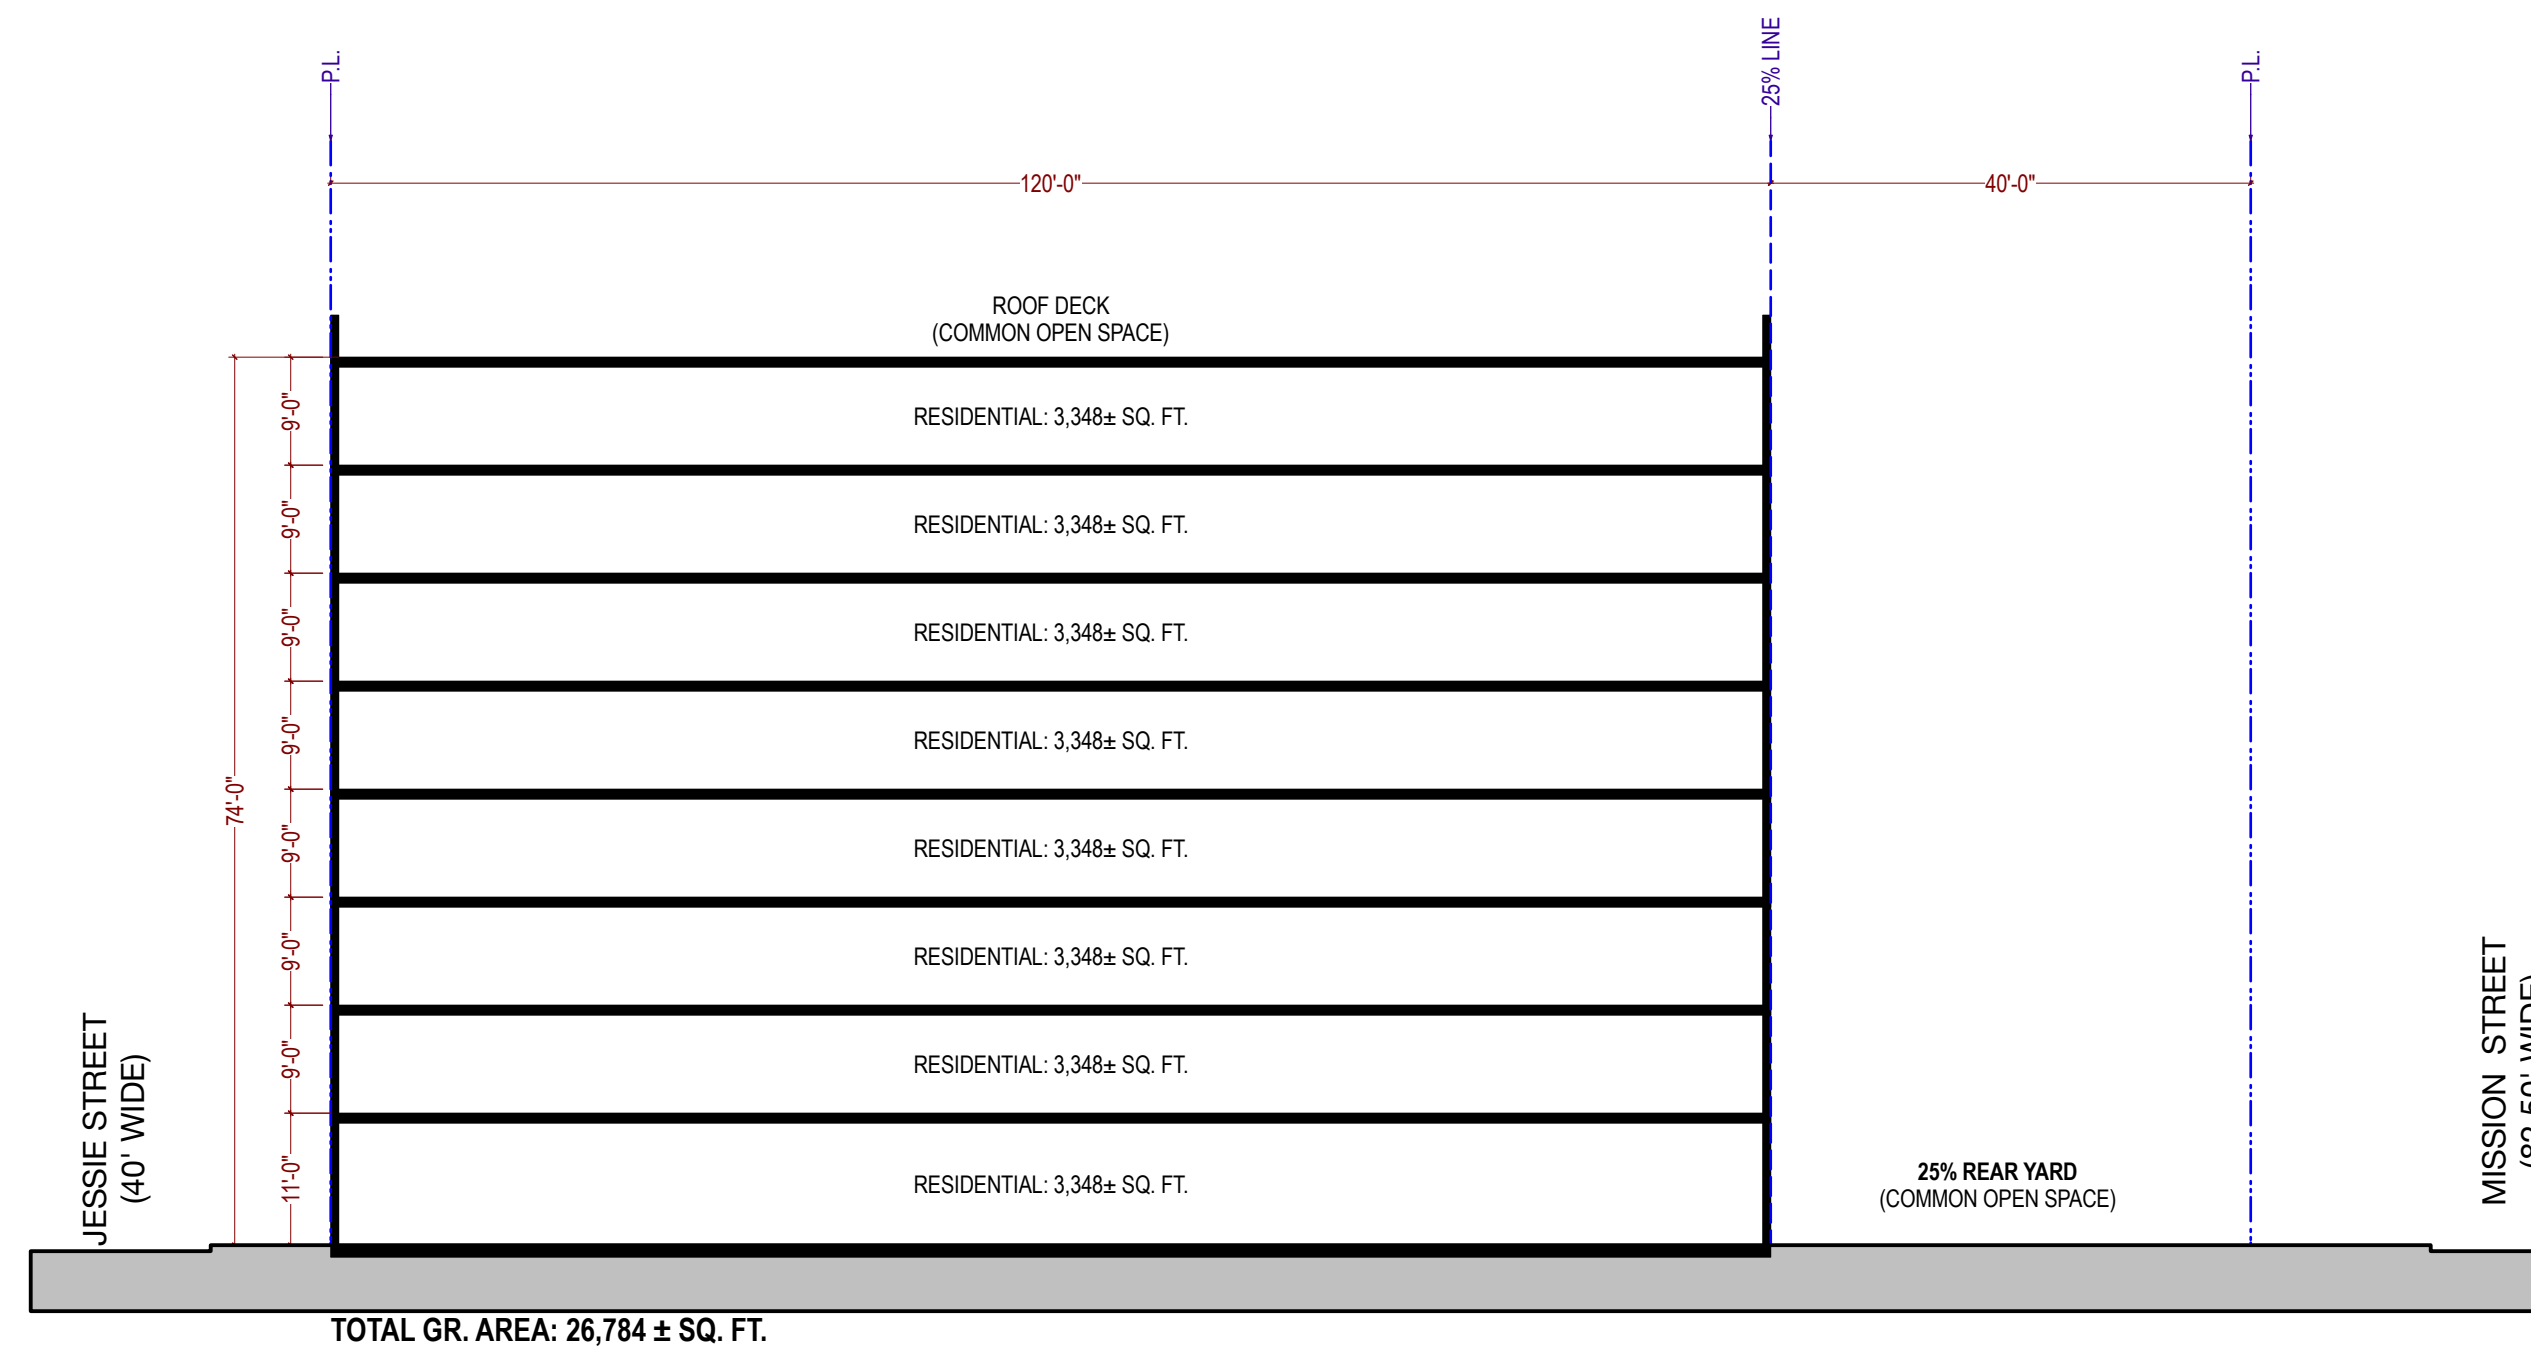 P.L.
25% LINE
P.L.
120'-0"
40'-0"
ROOF DECK
(COMMON OPEN SPACE)
9'-0"
RESIDENTIAL: 3,348± SQ. FT.
9'-0"
RESIDENTIAL: 3,348± SQ. FT.
9'-0"
RESIDENTIAL: 3,348± SQ. FT.
9'-0"
RESIDENTIAL: 3,348± SQ. FT.
74'-0"
9'-0"
RESIDENTIAL: 3,348± SQ. FT.
9'-0"
RESIDENTIAL: 3,348± SQ. FT.
9'-0"
RESIDENTIAL: 3,348± SQ. FT.
11'-0"
RESIDENTIAL: 3,348± SQ. FT.
JESSIE STREET
(40' WIDE)
25% REAR YARD
(COMMON OPEN SPACE)
MISSION STREET
TOTAL GR. AREA: 26,784 ± SQ. FT.